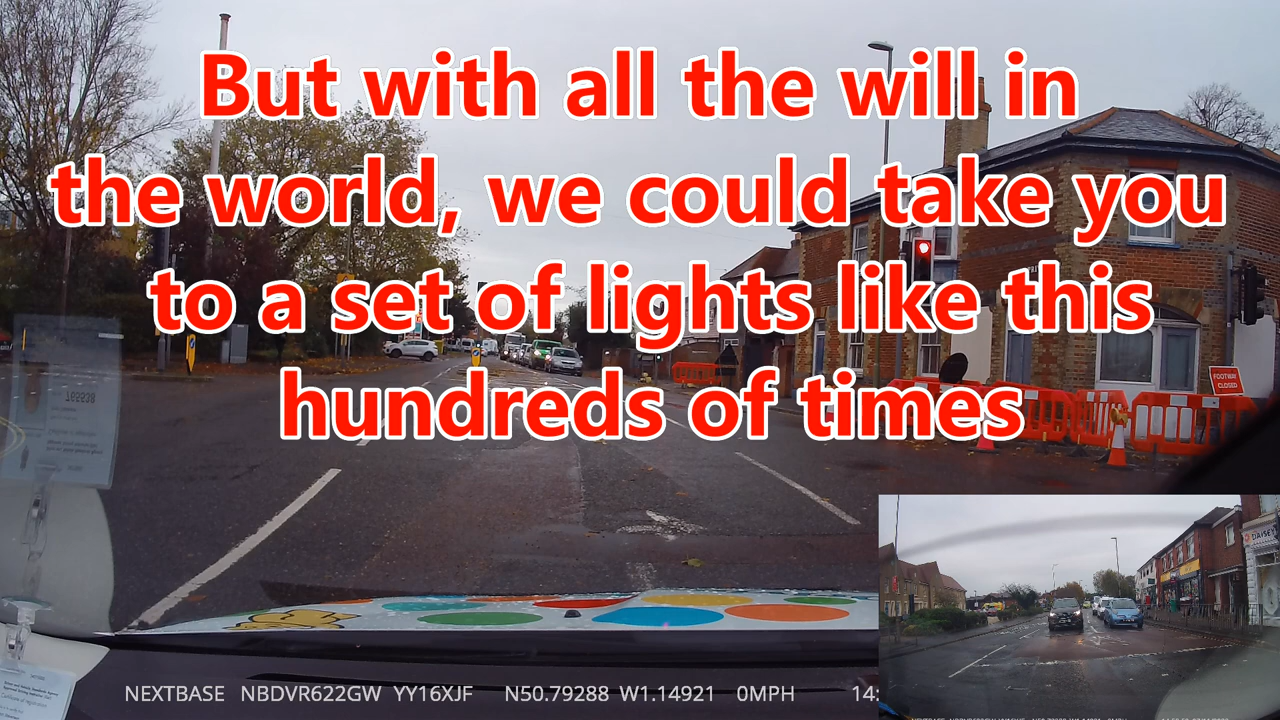 But with all the will in
the world, we could take you
to a set of lights like this
hundreds of times
FOOTWAY
CLOSED
NEXTBASE NBDVR622GW YY16XJF N50.79288 W1.14921 0MPH 14: